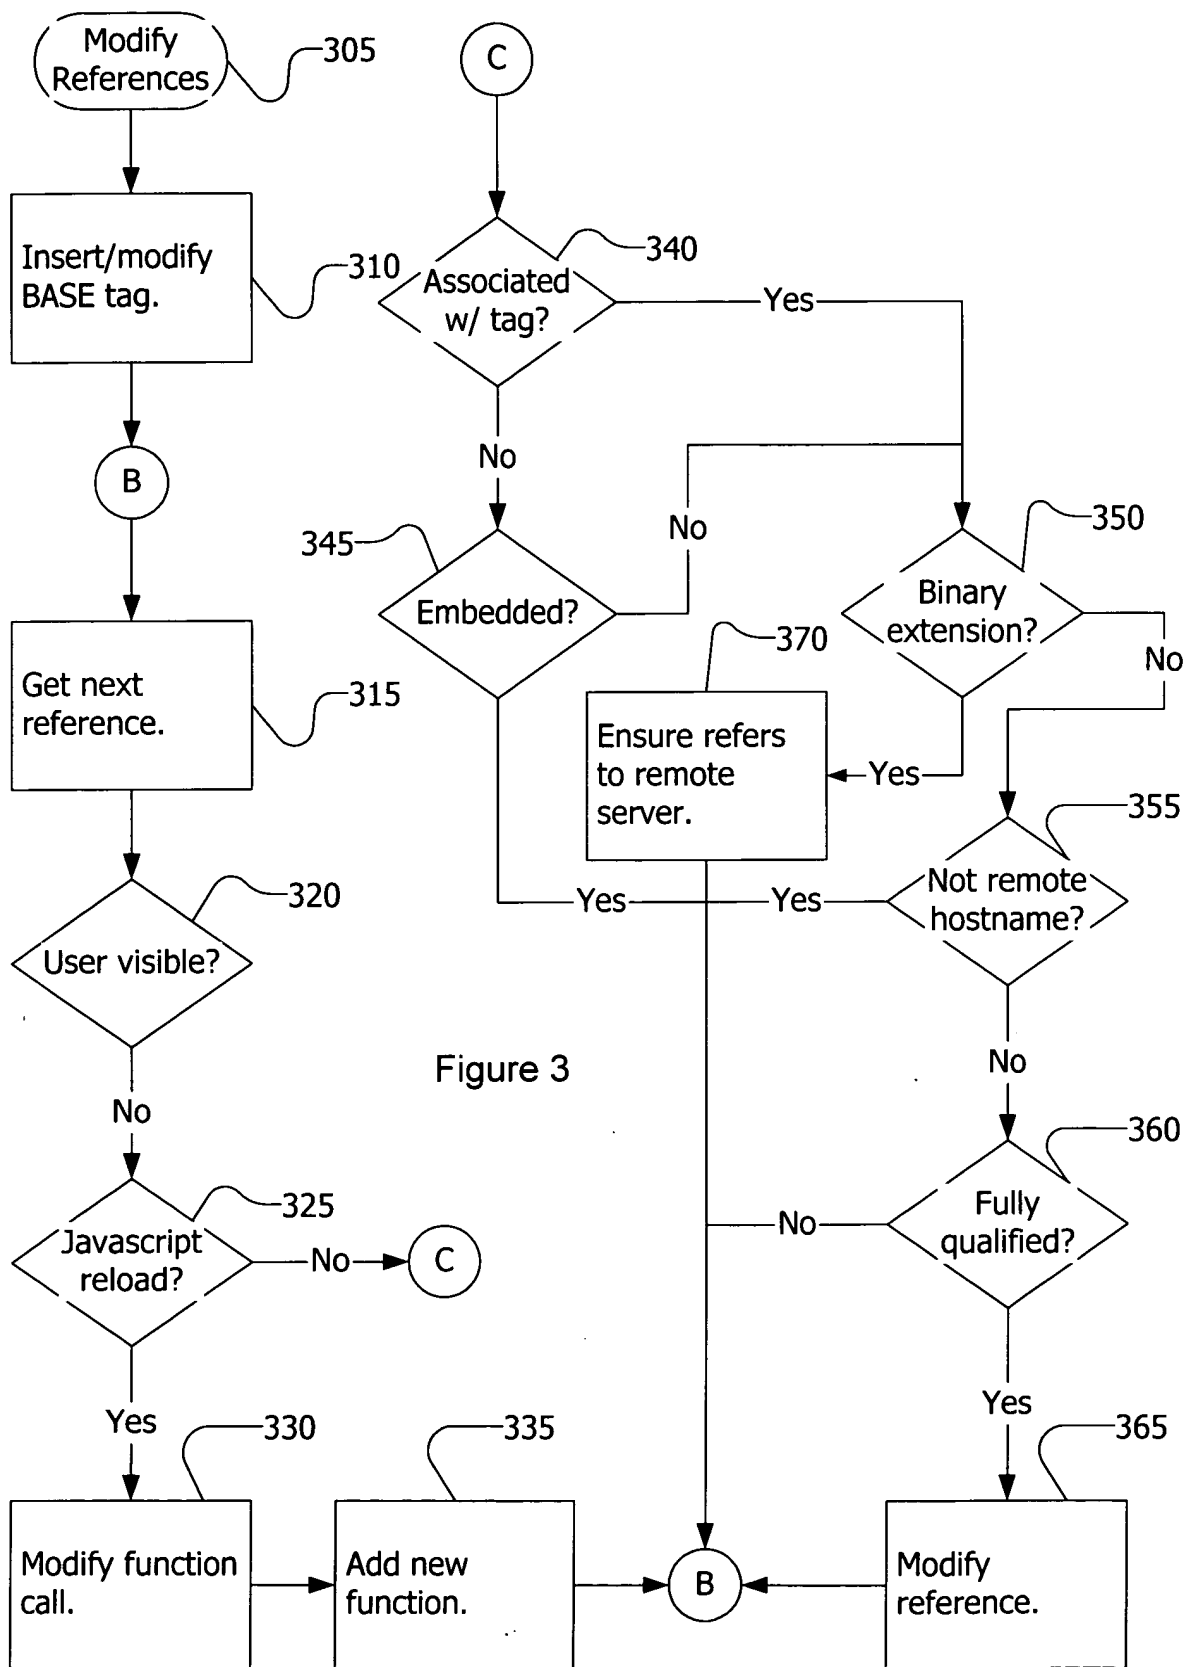 Modify
References
305
Insert/modify
BASE tag.
310
B
Get next
reference.
315
User visible?
320
No
Javascript
reload?
325
No
C
Yes
Modify function
call.
330
Add new
function.
335
B
C
Associated
w/ tag?
340
Yes
No
Embedded?
345
No
Yes
Binary
extension?
350
No
Yes
Ensure refers
to remote
server.
370
Not remote
hostname?
355
Yes
No
Fully
qualified?
360
No
Yes
Modify
reference.
365
Figure 3